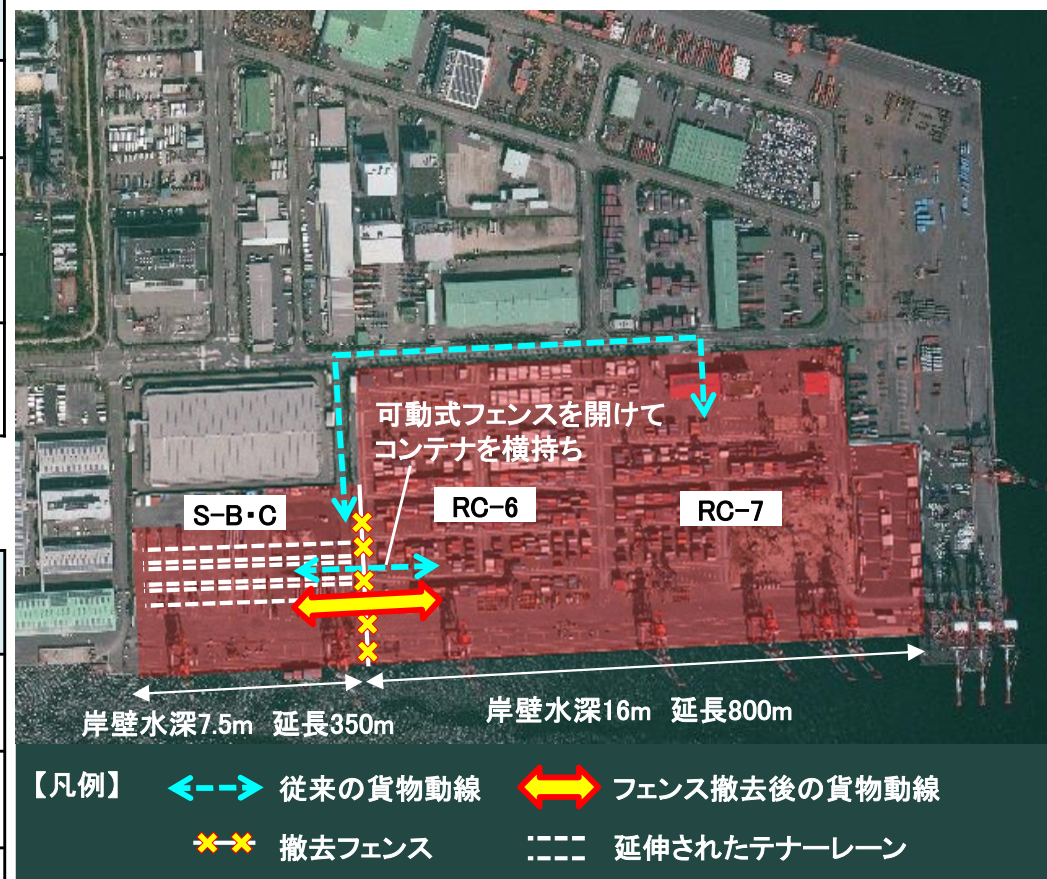 可動式フェンスを開けて
コンテナを横持ち
S-B・C
RC-6
RC-7
岸壁水深7.5m 延長350m
岸壁水深16m 延長800m
【凡例】
従来の貨物動線
フェンス撤去後の貨物動線
撤去フェンス
延伸されたテナーレーン